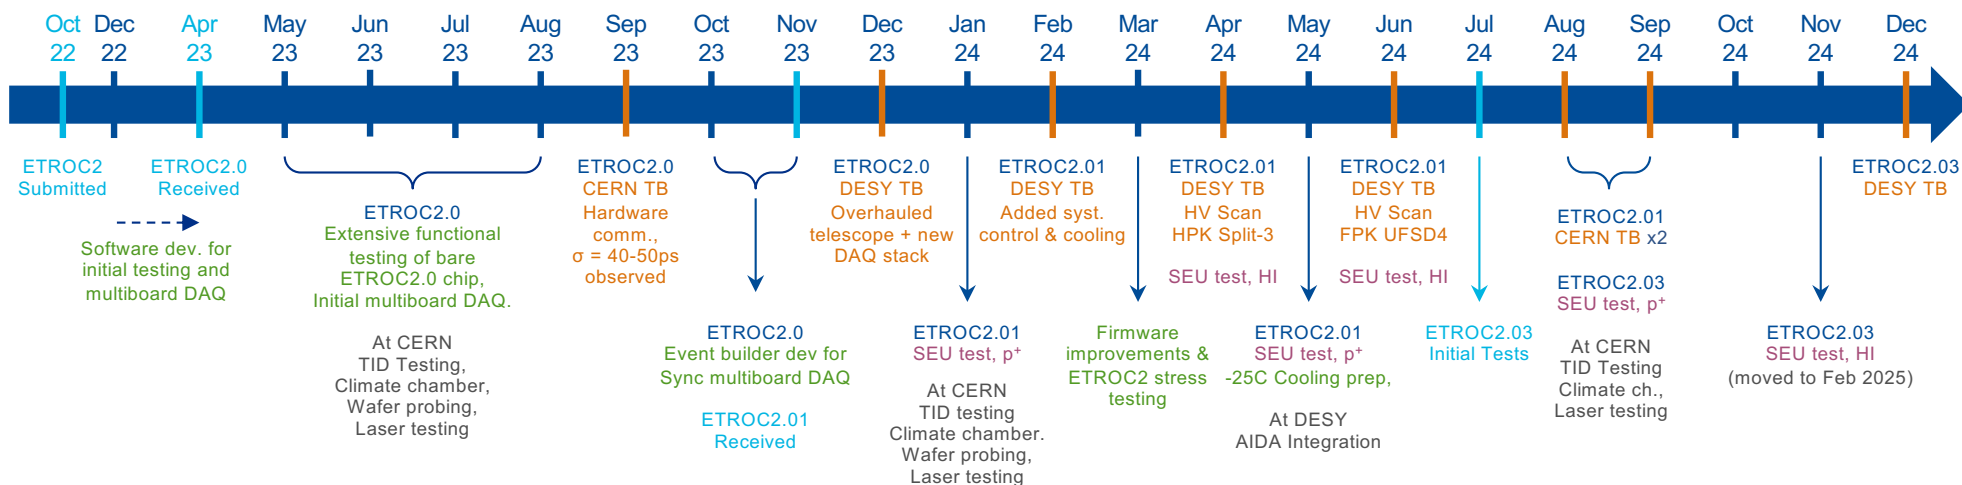 Oct
22
Dec
22
Apr
23
May
23
Jun
23
Jul
23
Aug
23
Sep
23
Oct
23
Nov
23
Dec
23
Jan
24
Feb
24
Mar
24
Apr
24
May
24
Jun
24
Jul
24
Aug
24
Sep
24
Oct
24
Nov
24
Dec
24
ETROC2
Submitted
ETROC2.0
Received
Software dev. for
initial testing and
multiboard DAQ
ETROC2.0
Extensive functional
testing of bare
ETROC2.0 chip,
Initial multiboard DAQ.
At CERN
TID Testing,
Climate chamber,
Wafer probing,
Laser testing
ETROC2.0
CERN TB
Hardware
comm.,
σ = 40-50ps
observed
ETROC2.0
Event builder dev for
Sync multiboard DAQ
ETROC2.01
Received
ETROC2.0
DESY TB
Overhauled
telescope + new
DAQ stack
ETROC2.01
SEU test, p⁺
At CERN
TID testing
Climate chamber.
Wafer probing,
Laser testing
ETROC2.01
DESY TB
Added syst.
control & cooling
Firmware
improvements &
ETROC2 stress
testing
ETROC2.01
DESY TB
HV Scan
HPK Split-3
SEU test, HI
ETROC2.01
SEU test, p⁺
-25C Cooling prep,
At DESY
AIDA Integration
ETROC2.01
DESY TB
HV Scan
FPK UFSD4
SEU test, HI
ETROC2.03
Initial Tests
ETROC2.01
CERN TB x2
ETROC2.03
SEU test, p⁺
At CERN
TID Testing
Climate ch.,
Laser testing
ETROC2.03
SEU test, HI
(moved to Feb 2025)
ETROC2.03
DESY TB